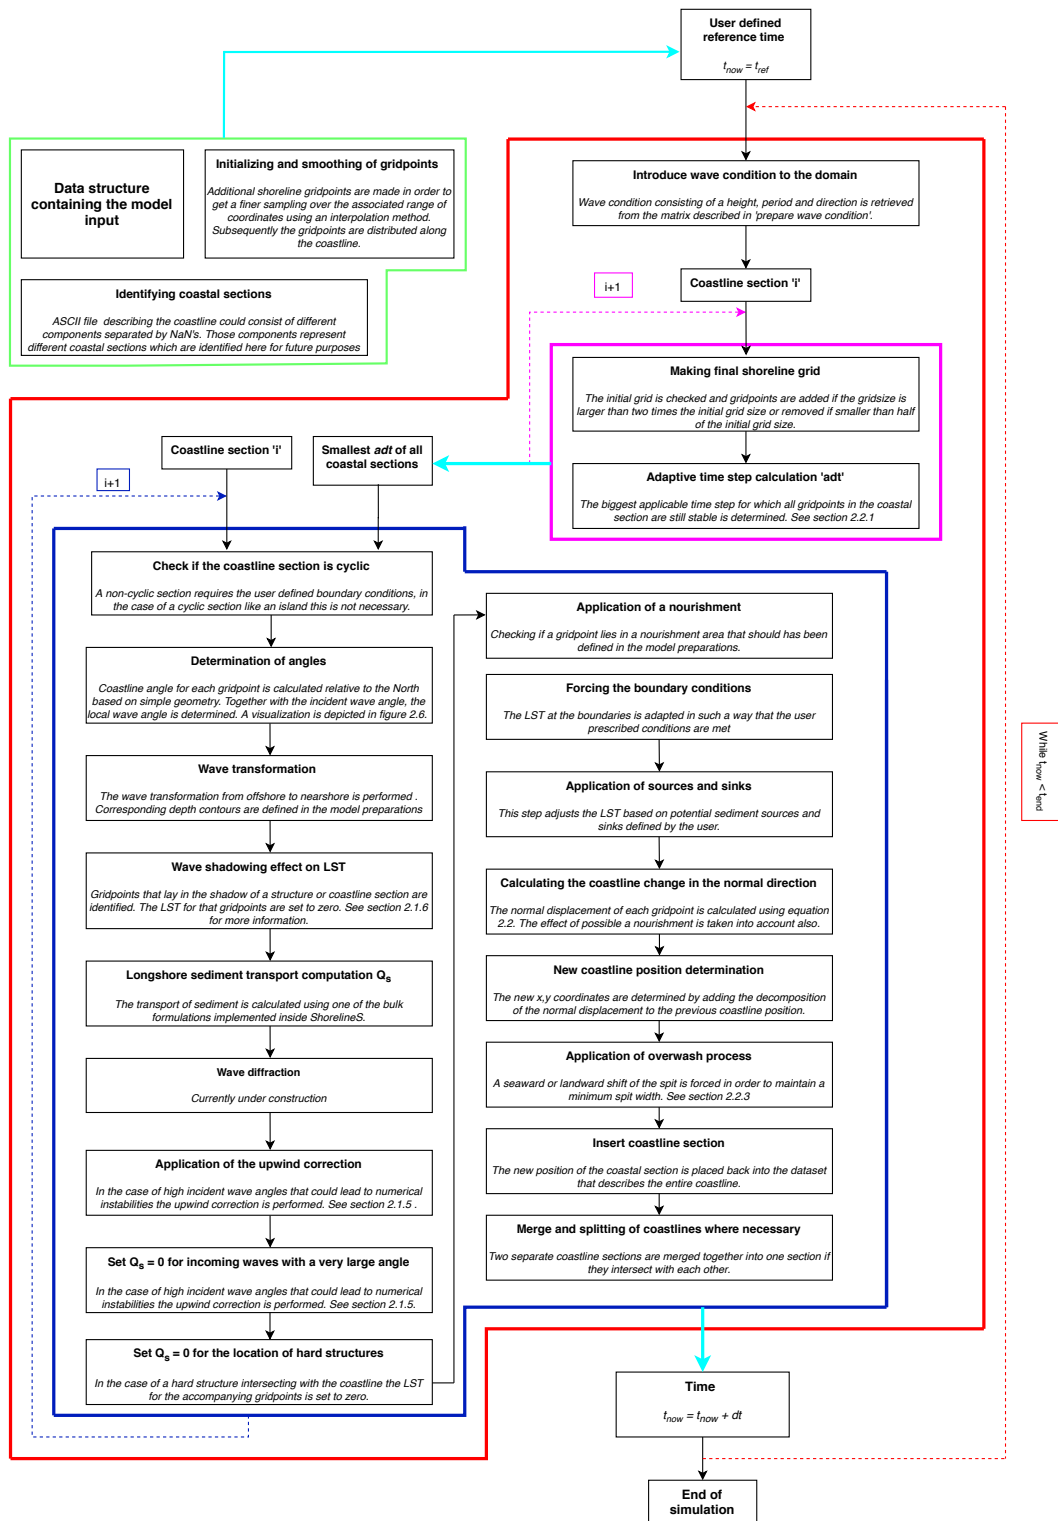 User defined
reference time
t_now = t_ref
Data structure
containing the model
input
Initializing and smoothing of gridpoints
Additional shoreline gridpoints are made in order to
get a finer sampling over the associated range of
coordinates using an interpolation method.
Subsequently the gridpoints are distributed along
the coastline.
Identifying coastal sections
ASCII file describing the coastline could consist of different
components separated by NaN's. Those components represent
different coastal sections which are identified here for future purposes
Introduce wave condition to the domain
Wave condition consisting of a height, period and direction is retrieved
from the matrix described in 'prepare wave condition'.
i+1
Coastline section 'i'
Making final shoreline grid
The initial grid is checked and gridpoints are added if the gridsize is
larger than two times the initial grid size or removed if smaller than half
of the initial grid size.
Adaptive time step calculation 'adt'
The biggest applicable time step for which all gridpoints in the coastal
section are still stable is determined. See section 2.2.1
Coastline section 'i'
Smallest adt of all
coastal sections
i+1
Check if the coastline section is cyclic
A non-cyclic section requires the user defined boundary conditions, in
in the case of a cyclic section like an island this is not necessary.
Determination of angles
Coastline angle for each gridpoint is calculated relative to the North
based on simple geometry. Together with the incident wave angle, the
local wave angle is determined. A visualization is depicted in figure 2.6.
Wave transformation
The wave transformation from offshore to nearshore is performed .
Corresponding depth contours are defined in the model preparations
Wave shadowing effect on LST
Gridpoints that lay in the shadow of a structure or coastline section are
identified. The LST for that gridpoints are set to zero. See section 2.1.6
for more information.
Longshore sediment transport computation Q_s
The transport of sediment is calculated using one of the bulk
formulations implemented inside ShorelineS.
Wave diffraction
Currently under construction
Application of the upwind correction
In the case of high incident wave angles that could lead to numerical
instabilities the upwind correction is performed. See section 2.1.5 .
Set Q_s = 0 for incoming waves with a very large angle
In the case of high incident wave angles that could lead to numerical
instabilities the upwind correction is performed. See section 2.1.5.
Set Q_s = 0 for the location of hard structures
In the case of a hard structure intersecting with the coastline the LST
for the accompanying gridpoints is set to zero.
Application of a nourishment
Checking if a gridpoint lies in a nourishment area that should has been
defined in the model preparations.
Forcing the boundary conditions
The LST at the boundaries is adapted in such a way that the user
prescribed conditions are met
Application of sources and sinks
This step adjusts the LST based on potential sediment sources and
sinks defined by the user.
Calculating the coastline change in the normal direction
The normal displacement of each gridpoint is calculated using equation
2.2. The effect of possible a nourishment is taken into account also.
New coastline position determination
The new x,y coordinates are determined by adding the decomposition
of the normal displacement to the previous coastline position.
Application of overwash process
A seaward or landward shift of the spit is forced in order to maintain a
minimum spit width. See section 2.2.3
Insert coastline section
The new position of the coastal section is placed back into the dataset
that describes the entire coastline.
Merge and splitting of coastlines where necessary
Two separate coastline sections are merged together into one section if
they intersect with each other.
While t_now < t_end
Time
t_now = t_now + dt
End of
simulation